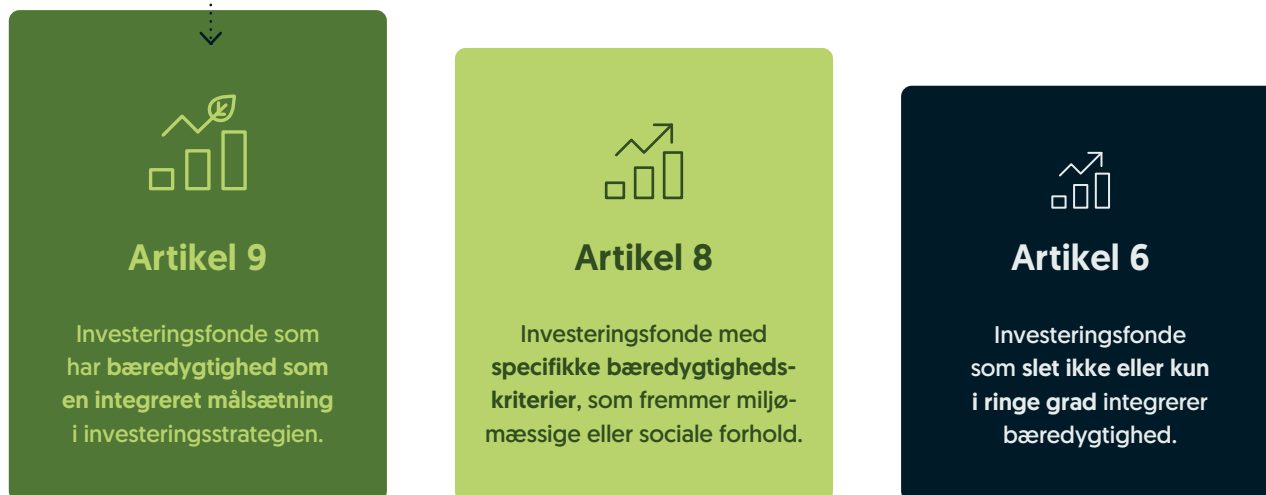 Artikel 9
Investeringsfonde som
har bæredygtighed som
en integreret målsætning
i investeringsstrategien.
Artikel 8
Investeringsfonde med
specifikke bæredygtigheds-
kriterier, som fremmer miljø-
mæssige eller sociale forhold.
Artikel 6
Investeringsfonde
som slet ikke eller kun
i ringe grad integrerer
bæredygtighed.